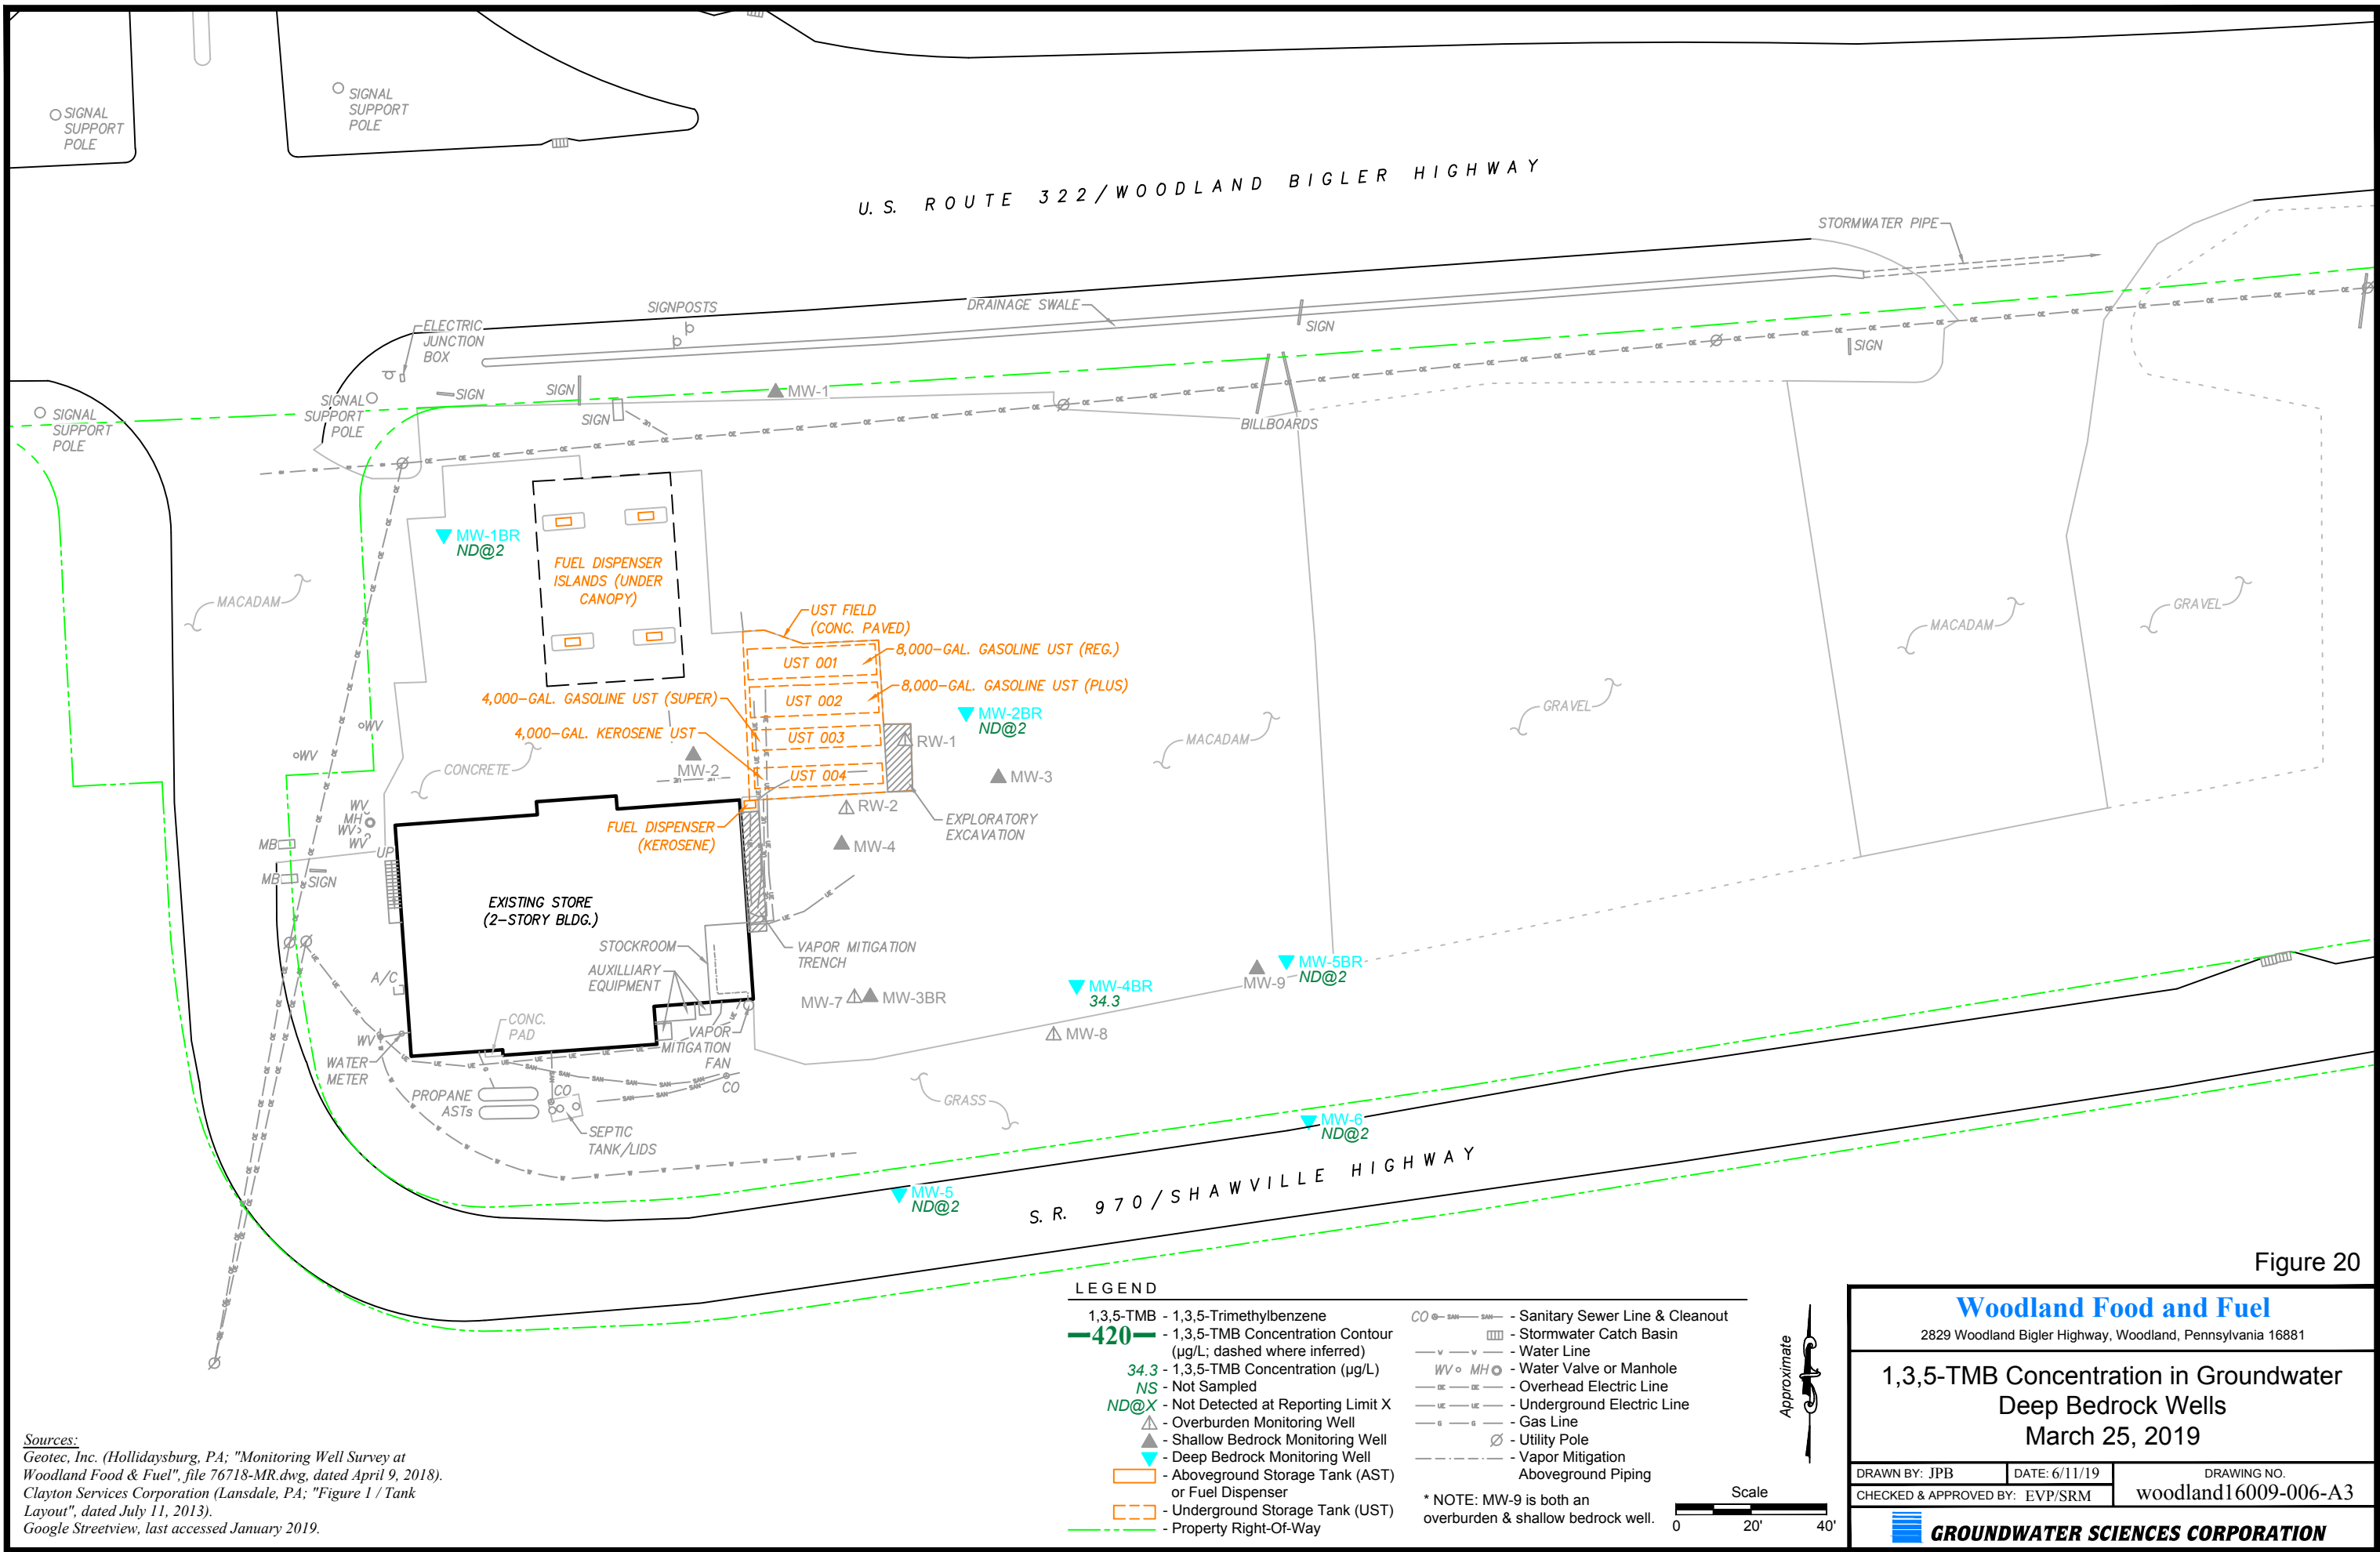 SIGNAL
SUPPORT
POLE
SIGNAL
SUPPORT
POLE
U.S. ROUTE 322/WOODLAND BIGLER HIGHWAY
STORMWATER PIPE
SIGNPOSTS
DRAINAGE SWALE
SIGN
ELECTRIC
JUNCTION
BOX
SIGN
SIGN
SIGN
SIGN
MW-1
SIGNAL
SUPPORT
POLE
SIGNAL
SUPPORT
POLE
BILLBOARDS
MW-1BR
ND@2
FUEL DISPENSER
ISLANDS (UNDER
CANOPY)
MACADAM
UST FIELD
(CONC. PAVED)
UST 001
8,000-GAL. GASOLINE UST (REG.)
UST 002
8,000-GAL. GASOLINE UST (PLUS)
4,000-GAL. GASOLINE UST (SUPER)
UST 003
4,000-GAL. KEROSENE UST
UST 004
MW-2BR
ND@2
RW-1
MW-2
MW-3
RW-2
MW-4
EXPLORATORY
EXCAVATION
MACADAM
GRAVEL
MACADAM
GRAVEL
WV
WV
CONCRETE
WV
MH
WV
WV
MB
UP
MB
SIGN
FUEL DISPENSER
(KEROSENE)
EXISTING STORE
(2-STORY BLDG.)
STOCKROOM
AUXILLIARY
EQUIPMENT
VAPOR MITIGATION
TRENCH
A/C
MW-7
MW-3BR
MW-4BR
34.3
MW-9
MW-5BR
ND@2
MW-8
CONC.
PAD
VAPOR
MITIGATION
FAN
WV
WATER
METER
PROPANE
ASTs
CO
CO
SEPTIC
TANK/LIDS
GRASS
MW-6
ND@2
MW-5
ND@2
S.R. 970/SHAWVILLE HIGHWAY
Figure 20
LEGEND
1,3,5-TMB - 1,3,5-Trimethylbenzene
420 - 1,3,5-TMB Concentration Contour
(µg/L; dashed where inferred)
34.3 - 1,3,5-TMB Concentration (µg/L)
NS - Not Sampled
ND@X - Not Detected at Reporting Limit X
- Overburden Monitoring Well
- Shallow Bedrock Monitoring Well
- Deep Bedrock Monitoring Well
- Aboveground Storage Tank (AST)
or Fuel Dispenser
- Underground Storage Tank (UST)
- Property Right-Of-Way
CO SAN SAN - Sanitary Sewer Line & Cleanout
- Stormwater Catch Basin
W W - Water Line
WV MH - Water Valve or Manhole
OE OE - Overhead Electric Line
UE UE - Underground Electric Line
G G - Gas Line
- Utility Pole
- Vapor Mitigation
Aboveground Piping
* NOTE: MW-9 is both an
overburden & shallow bedrock well.
Approximate
Scale
0 20' 40'
Woodland Food and Fuel
2829 Woodland Bigler Highway, Woodland, Pennsylvania 16881
1,3,5-TMB Concentration in Groundwater
Deep Bedrock Wells
March 25, 2019
DRAWN BY: JPB
DATE: 6/11/19
DRAWING NO.
CHECKED & APPROVED BY: EVP/SRM
woodland16009-006-A3
GROUNDWATER SCIENCES CORPORATION
Sources:
Geotec, Inc. (Hollidaysburg, PA; "Monitoring Well Survey at
Woodland Food & Fuel", file 76718-MR.dwg, dated April 9, 2018).
Clayton Services Corporation (Lansdale, PA; "Figure 1 / Tank
Layout", dated July 11, 2013).
Google Streetview, last accessed January 2019.